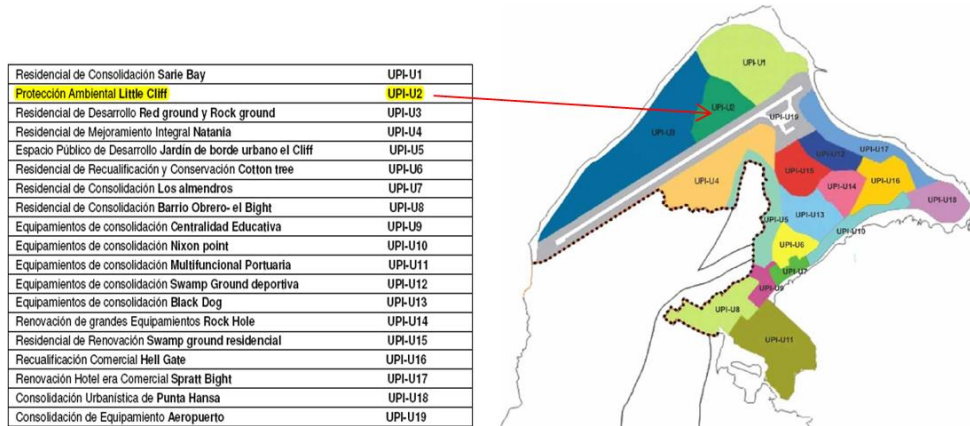 Residencial de Consolidación Sarie Bay UPI-U1
Protección Ambiental Little Cliff UPI-U2
Residencial de Desarrollo Red ground y Rock ground UPI-U3
Residencial de Mejoramiento Integral Natania UPI-U4
Espacio Público de Desarrollo Jardín de borde urbano el Cliff UPI-U5
Residencial de Recualificación y Conservación Cotton tree UPI-U6
Residencial de Consolidación Los almendros UPI-U7
Residencial de Consolidación Barrio Obrero- el Bight UPI-U8
Equipamientos de consolidación Centralidad Educativa UPI-U9
Equipamientos de consolidación Nixon point UPI-U10
Equipamientos de consolidación Multifuncional Portuaria UPI-U11
Equipamientos de consolidación Swamp Ground deportiva UPI-U12
Equipamientos de consolidación Black Dog UPI-U13
Renovación de grandes Equipamientos Rock Hole UPI-U14
Residencial de Renovación Swamp ground residencial UPI-U15
Recualificación Comercial Hell Gate UPI-U16
Renovación Hotel era Comercial Spratt Bight UPI-U17
Consolidación Urbanística de Punta Hansa UPI-U18
Consolidación de Equipamiento Aeropuerto UPI-U19
UPI-U1
UPI-U2
UPI-U19
UPI-U3
UPI-U17
UPI-U12
UPI-U15
UPI-U4
UPI-U16
UPI-U14
UPI-U18
UPI-U5
UPI-U13
UPI-U10
UPI-U6
UPI-U7
UPI-U9
UPI-U8
UPI-U11